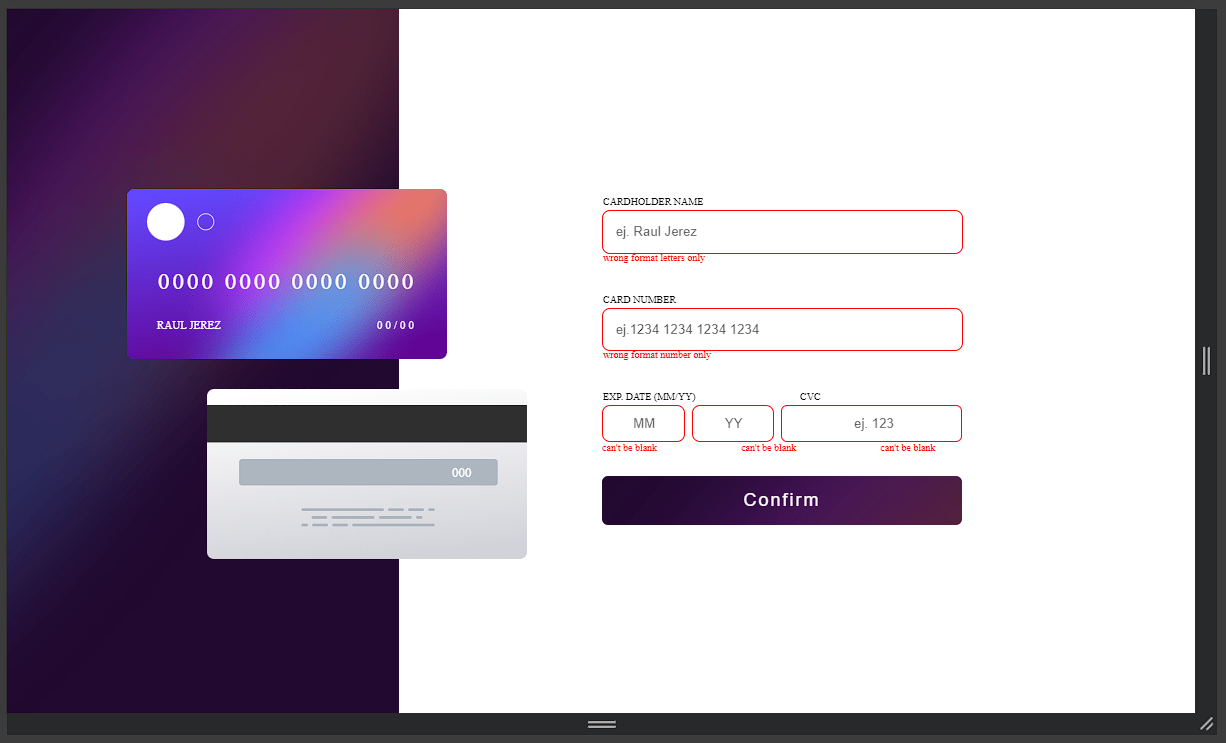 0000 0000 0000 0000
RAUL JEREZ 00/00
000
CARDHOLDER NAME
ej. Raul Jerez
wrong format letters only
CARD NUMBER
ej.1234 1234 1234 1234
wrong format number only
EXP. DATE (MM/YY) CVC
MM YY ej. 123
can't be blank can't be blank can't be blank
Confirm